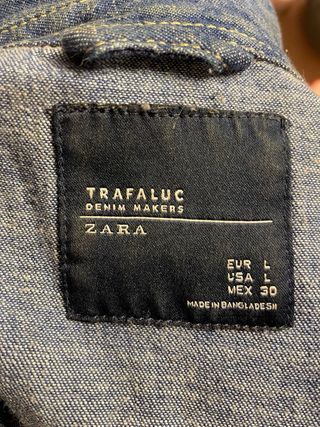 TRAFALUC
DENIM MAKERS
ZARA
EUR L
USA L
MEX 30
MADE IN BANGLADESH